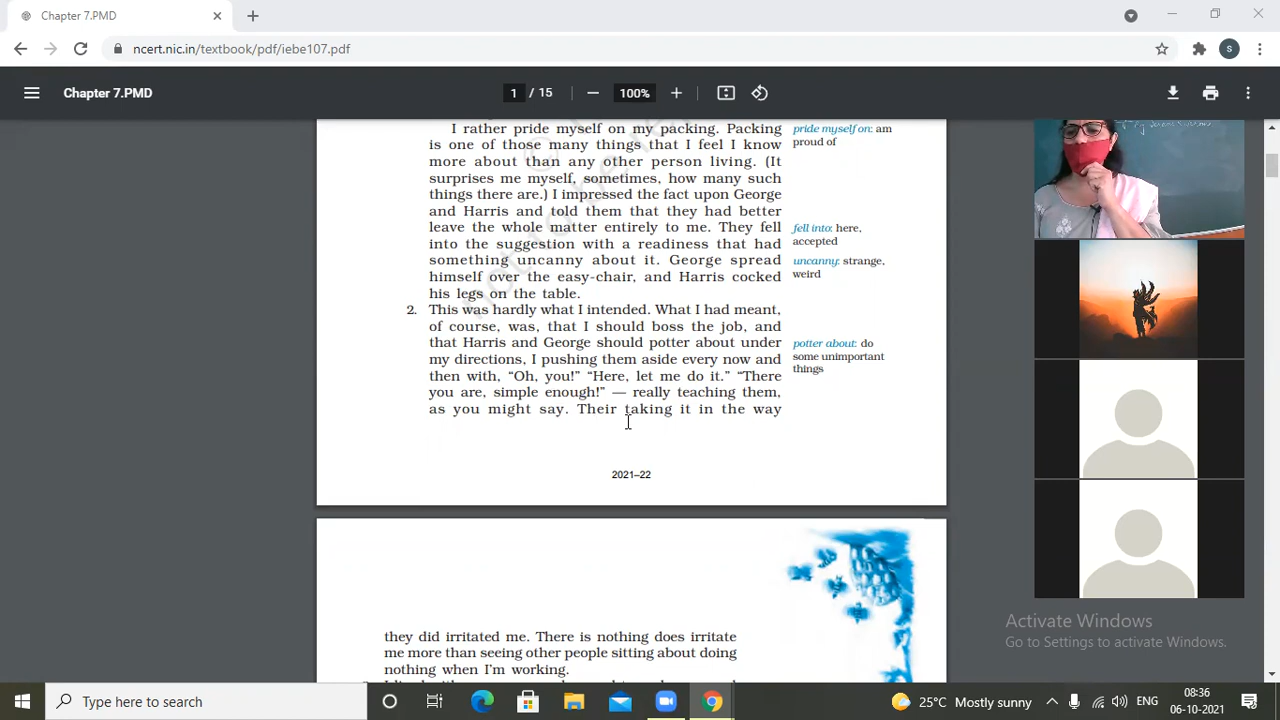 Chapter 7.PMD
ncert.nic.in/textbook/pdf/iebe107.pdf
S
Chapter 7.PMD
1 / 15
100%
I rather pride myself on my packing. Packing
is one of those many things that I feel I know
more about than any other person living. (It
surprises me myself, sometimes, how many such
things there are.) I impressed the fact upon George
and Harris and told them that they had better
leave the whole matter entirely to me. They fell
into the suggestion with a readiness that had
something uncanny about it. George spread
himself over the easy-chair, and Harris cocked
his legs on the table.
pride myself on: am
proud of
fell into: here,
accepted
uncanny: strange,
weird
2. This was hardly what I intended. What I had meant,
of course, was, that I should boss the job, and
that Harris and George should potter about under
my directions, I pushing them aside every now and
then with, “Oh, you!” “Here, let me do it.” “There
you are, simple enough!” — really teaching them,
as you might say. Their taking it in the way
potter about: do
some unimportant
things
2021–22
they did irritated me. There is nothing does irritate
me more than seeing other people sitting about doing
nothing when I'm working.
Activate Windows
Go to Settings to activate Windows.
Type here to search
25°C Mostly sunny
ENG
08:36
06-10-2021